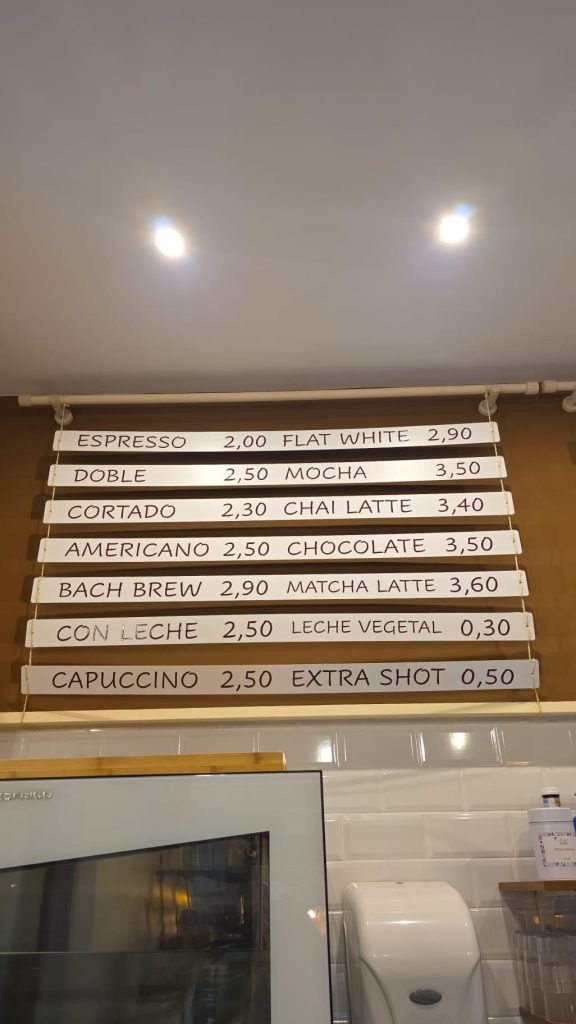 ESPRESSO 2,00 FLAT WHITE 2,90
DOBLE 2,50 MOCHA 3,50
CORTADO 2,30 CHAI LATTE 3,40
AMERICANO 2,50 CHOCOLATE 3,50
BACH BREW 2,90 MATCHA LATTE 3,60
CON LECHE 2,50 LECHE VEGETAL 0,30
CAPUCCINO 2,50 EXTRA SHOT 0,50